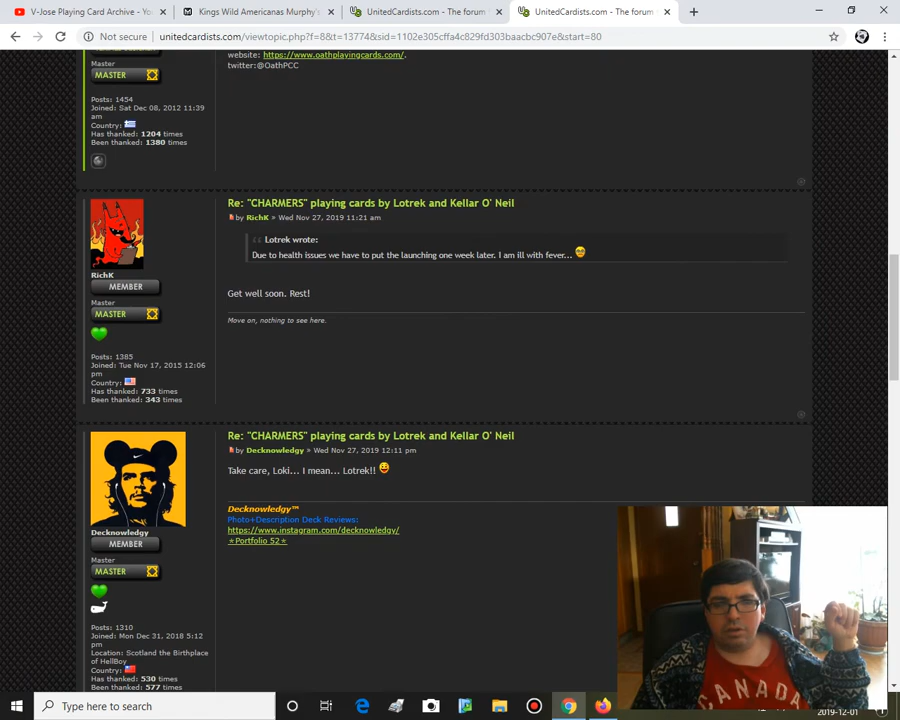 V-Jose Playing Card Archive - Yo
Kings Wild Americanas Murphy's
UnitedCardists.com - The forum
UnitedCardists.com - The forum
Not secure
unitedcardists.com/viewtopic.php?f=8&t=13774&sid=1102e305cffa4c829fd303baacbc907e&start=80
website: https://www.oathplayingcards.com/.
twitter:@OathPCC
Master
MASTER
Posts: 1454
Joined: Sat Dec 08, 2012 11:39
am
Country:
Has thanked: 1204 times
Been thanked: 1380 times
Re: "CHARMERS" playing cards by Lotrek and Kellar O' Neil
by RichK » Wed Nov 27, 2019 11:21 am
Lotrek wrote:
Due to health issues we have to put the launching one week later. I am ill with fever...
Get well soon. Rest!
Move on, nothing to see here.
RichK
MEMBER
Master
MASTER
Posts: 1385
Joined: Tue Nov 17, 2015 12:06
pm
Country:
Has thanked: 733 times
Been thanked: 343 times
Re: "CHARMERS" playing cards by Lotrek and Kellar O' Neil
by Decknowledgy » Wed Nov 27, 2019 12:11 pm
Take care, Loki... I mean... Lotrek!!
Decknowledgy™
Photo+Description Deck Reviews:
https://www.instagram.com/decknowledgy/
★Portfolio 52★
Decknowledgy
MEMBER
Master
MASTER
Posts: 1310
Joined: Mon Dec 31, 2018 5:12
pm
Location: Scotland the Birthplace
of HellBoy
Country:
Has thanked: 530 times
Been thanked: 577 times
CANADA
Type here to search
2019-12-01